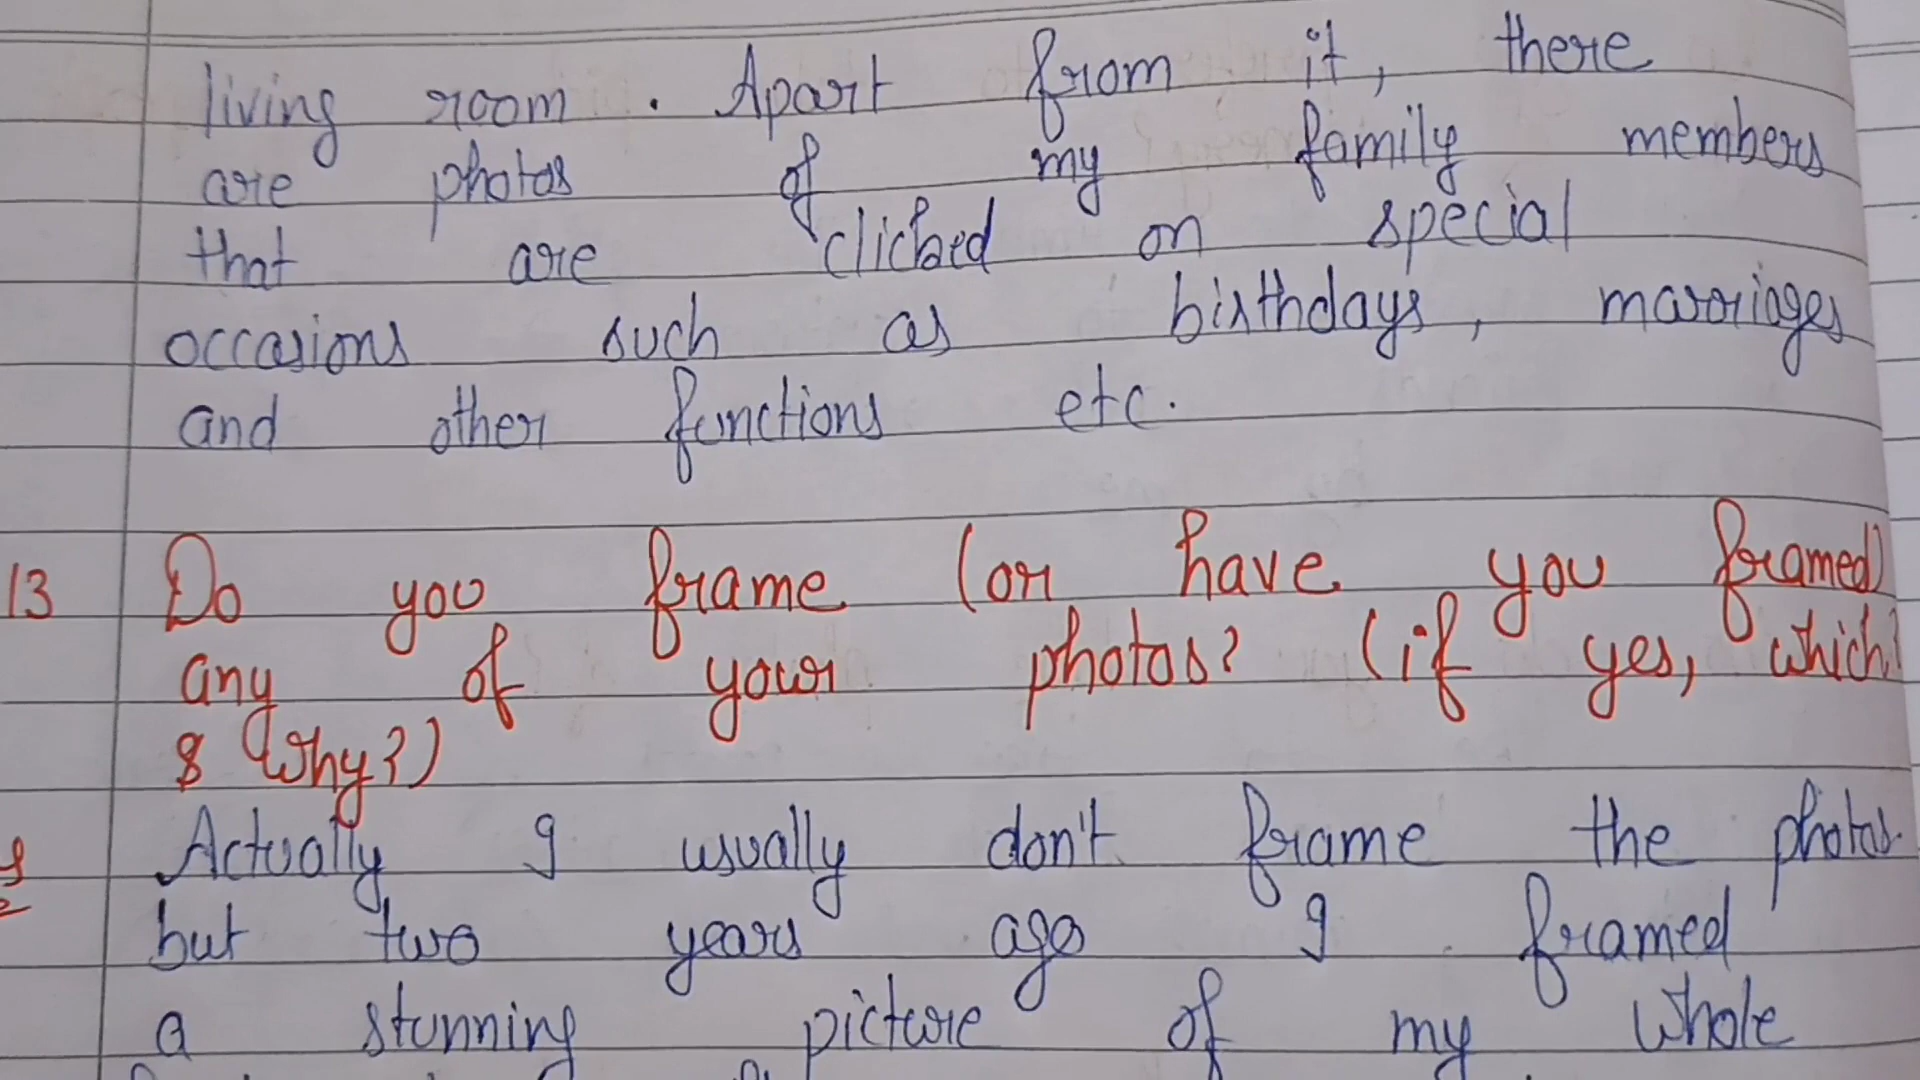 living room. Apart from it, there
are photos of my family members
that are clicked on special
occasions such as birthdays, marriages
and other functions etc.
13 Do you frame (or have you framed)
any of your photos? (if yes, which?
& Why?)
Actually I usually don't frame the photos
but two years ago I framed
a stunning picture of my whole